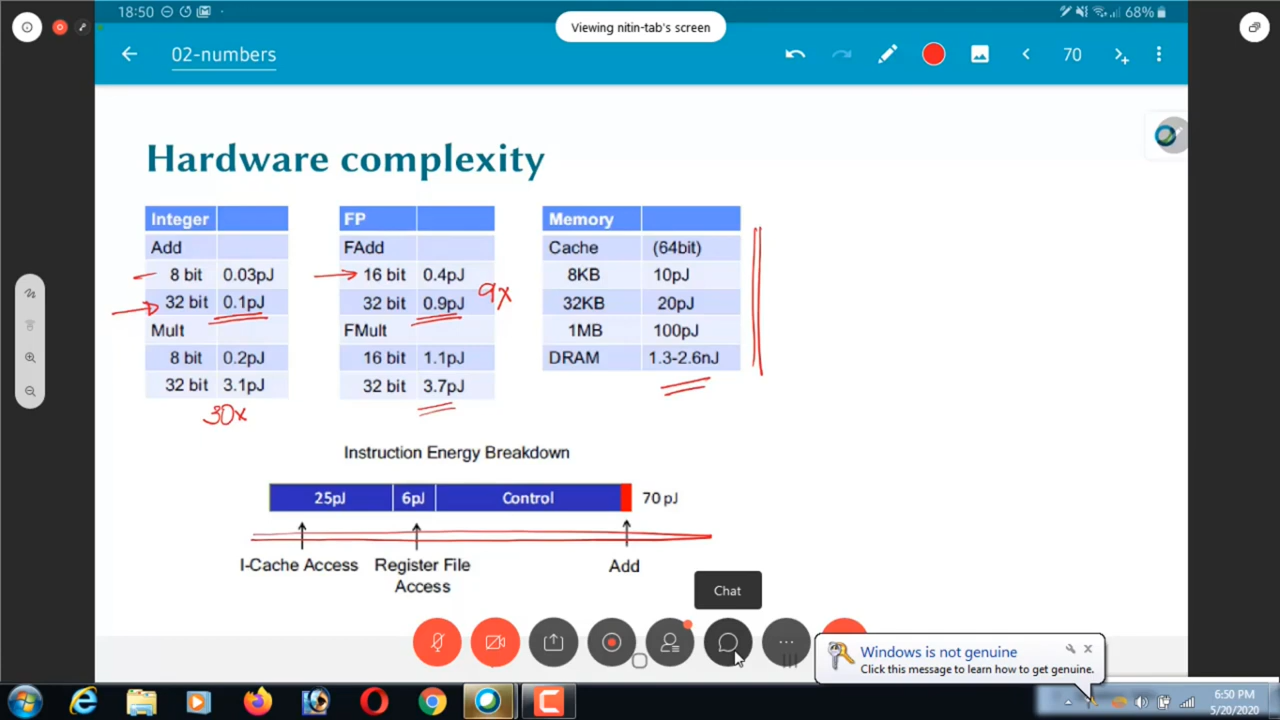 18:50
68%
Viewing nitin-tab's screen
02-numbers
70
Hardware complexity
Integer
Add
8 bit 0.03pJ
32 bit 0.1pJ
Mult
8 bit 0.2pJ
32 bit 3.1pJ
30x
FP
FAdd
16 bit 0.4pJ
32 bit 0.9pJ
9x
FMult
16 bit 1.1pJ
32 bit 3.7pJ
Memory
Cache (64bit)
8KB 10pJ
32KB 20pJ
1MB 100pJ
DRAM 1.3-2.6nJ
Instruction Energy Breakdown
25pJ 6pJ Control 70 pJ
I-Cache Access
Register File
Access
Add
Chat
Windows is not genuine
Click this message to learn how to get genuine.
6:50 PM
5/20/2020